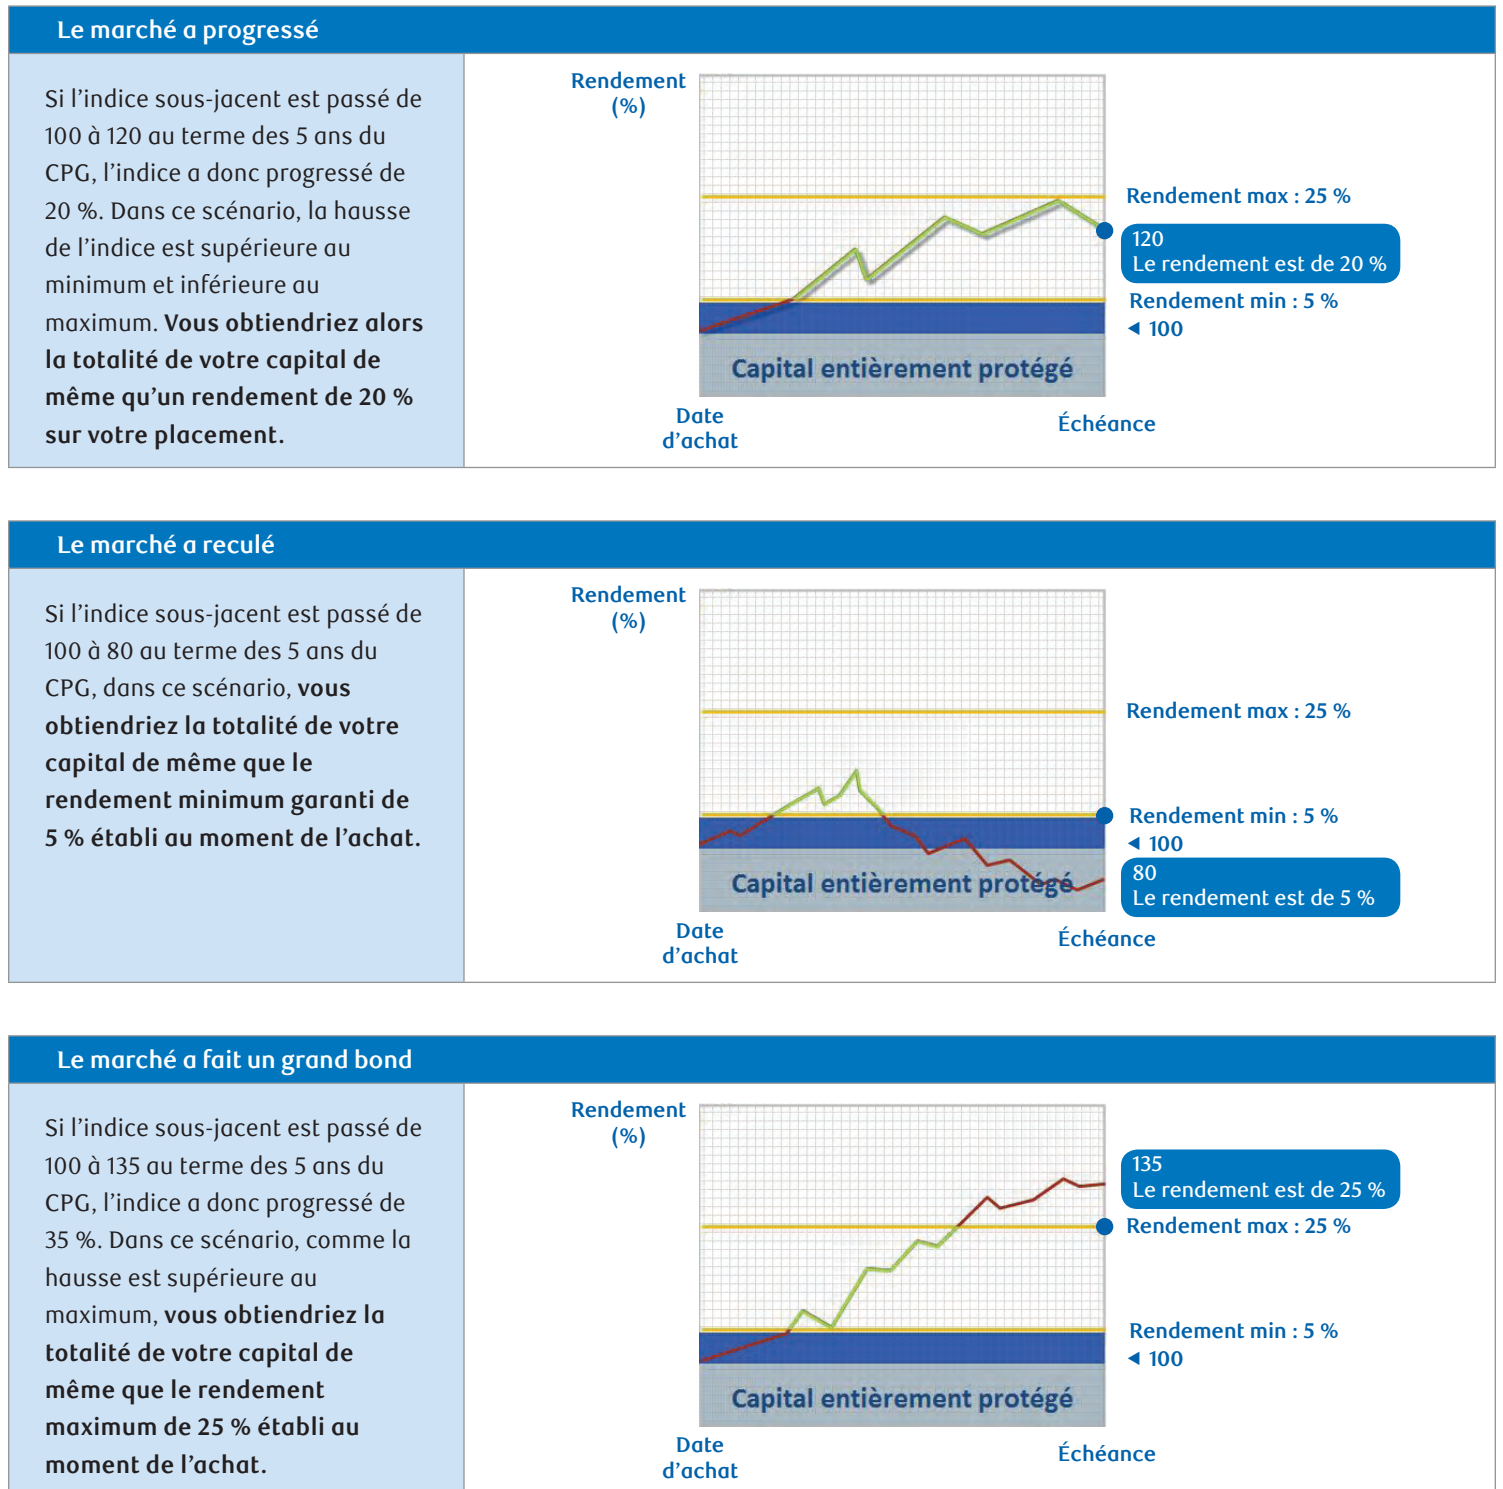 Le marché a progressé
Si l'indice sous-jacent est passé de
100 à 120 au terme des 5 ans du
CPG, l'indice a donc progressé de
20 %. Dans ce scénario, la hausse
de l'indice est supérieure au
minimum et inférieure au
maximum. Vous obtiendriez alors
la totalité de votre capital de
même qu'un rendement de 20 %
sur votre placement.
Rendement
(%)
Rendement max : 25 %
120
Le rendement est de 20 %
Rendement min : 5 %
◄ 100
Capital entièrement protégé
Date
d'achat
Échéance
Le marché a reculé
Si l'indice sous-jacent est passé de
100 à 80 au terme des 5 ans du
CPG, dans ce scénario, vous
obtiendriez la totalité de votre
capital de même que le
rendement minimum garanti de
5 % établi au moment de l'achat.
Rendement
(%)
Rendement max : 25 %
Rendement min : 5 %
◄ 100
80
Le rendement est de 5 %
Capital entièrement protégé
Date
d'achat
Échéance
Le marché a fait un grand bond
Si l'indice sous-jacent est passé de
100 à 135 au terme des 5 ans du
CPG, l'indice a donc progressé de
35 %. Dans ce scénario, comme la
hausse est supérieure au
maximum, vous obtiendriez la
totalité de votre capital de
même que le rendement
maximum de 25 % établi au
moment de l'achat.
Rendement
(%)
135
Le rendement est de 25 %
Rendement max : 25 %
Rendement min : 5 %
◄ 100
Capital entièrement protégé
Date
d'achat
Échéance